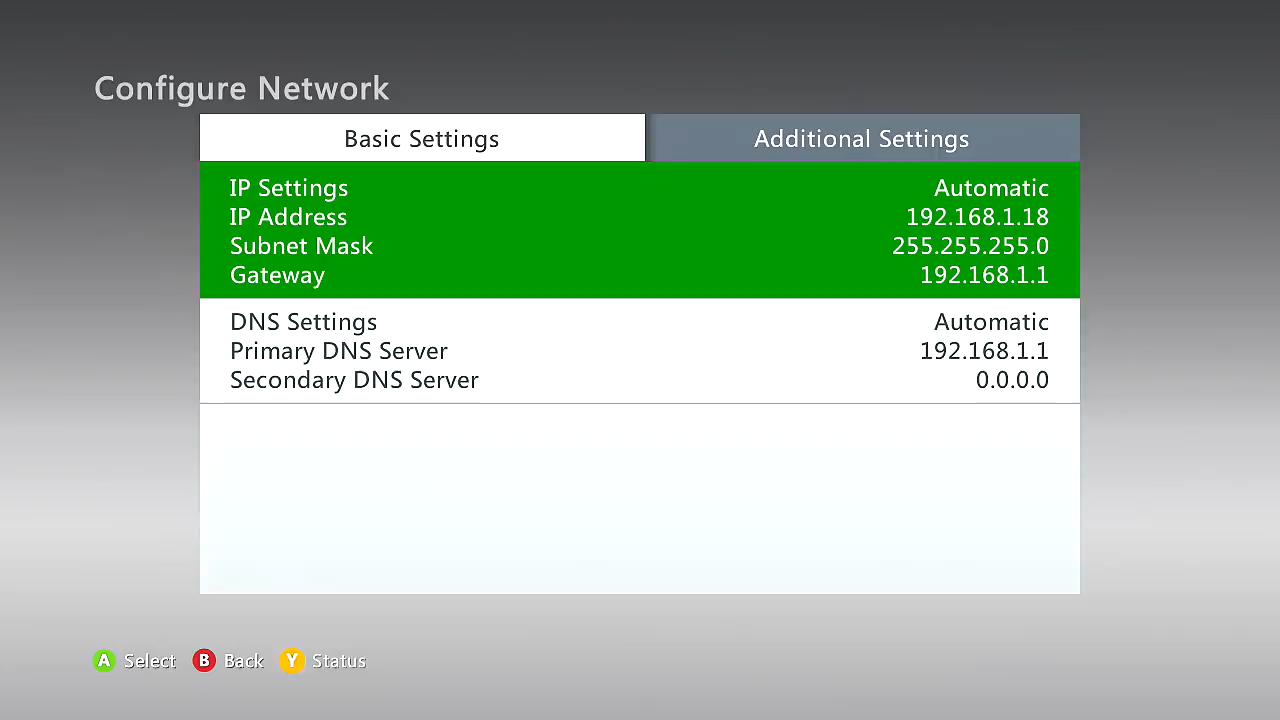 Configure Network
Basic Settings Additional Settings
IP Settings Automatic
IP Address 192.168.1.18
Subnet Mask 255.255.255.0
Gateway 192.168.1.1
DNS Settings Automatic
Primary DNS Server 192.168.1.1
Secondary DNS Server 0.0.0.0
A Select B Back Y Status